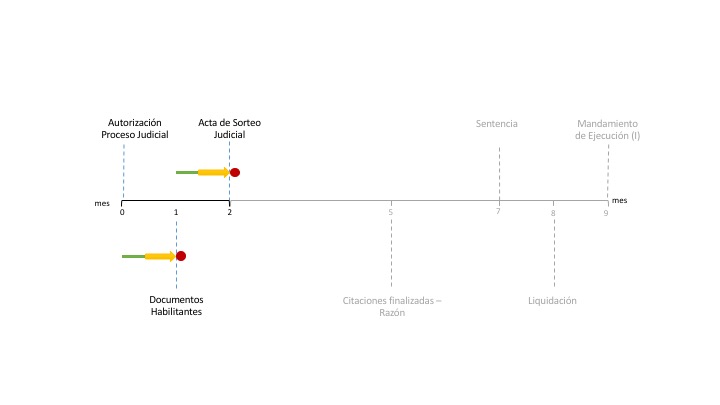 Autorización
Proceso Judicial
Acta de Sorteo
Judicial
Sentencia
Mandamiento
de Ejecución (I)
mes
0
1
2
5
7
8
9
mes
Documentos
Habilitantes
Citaciones finalizadas –
Razón
Liquidación